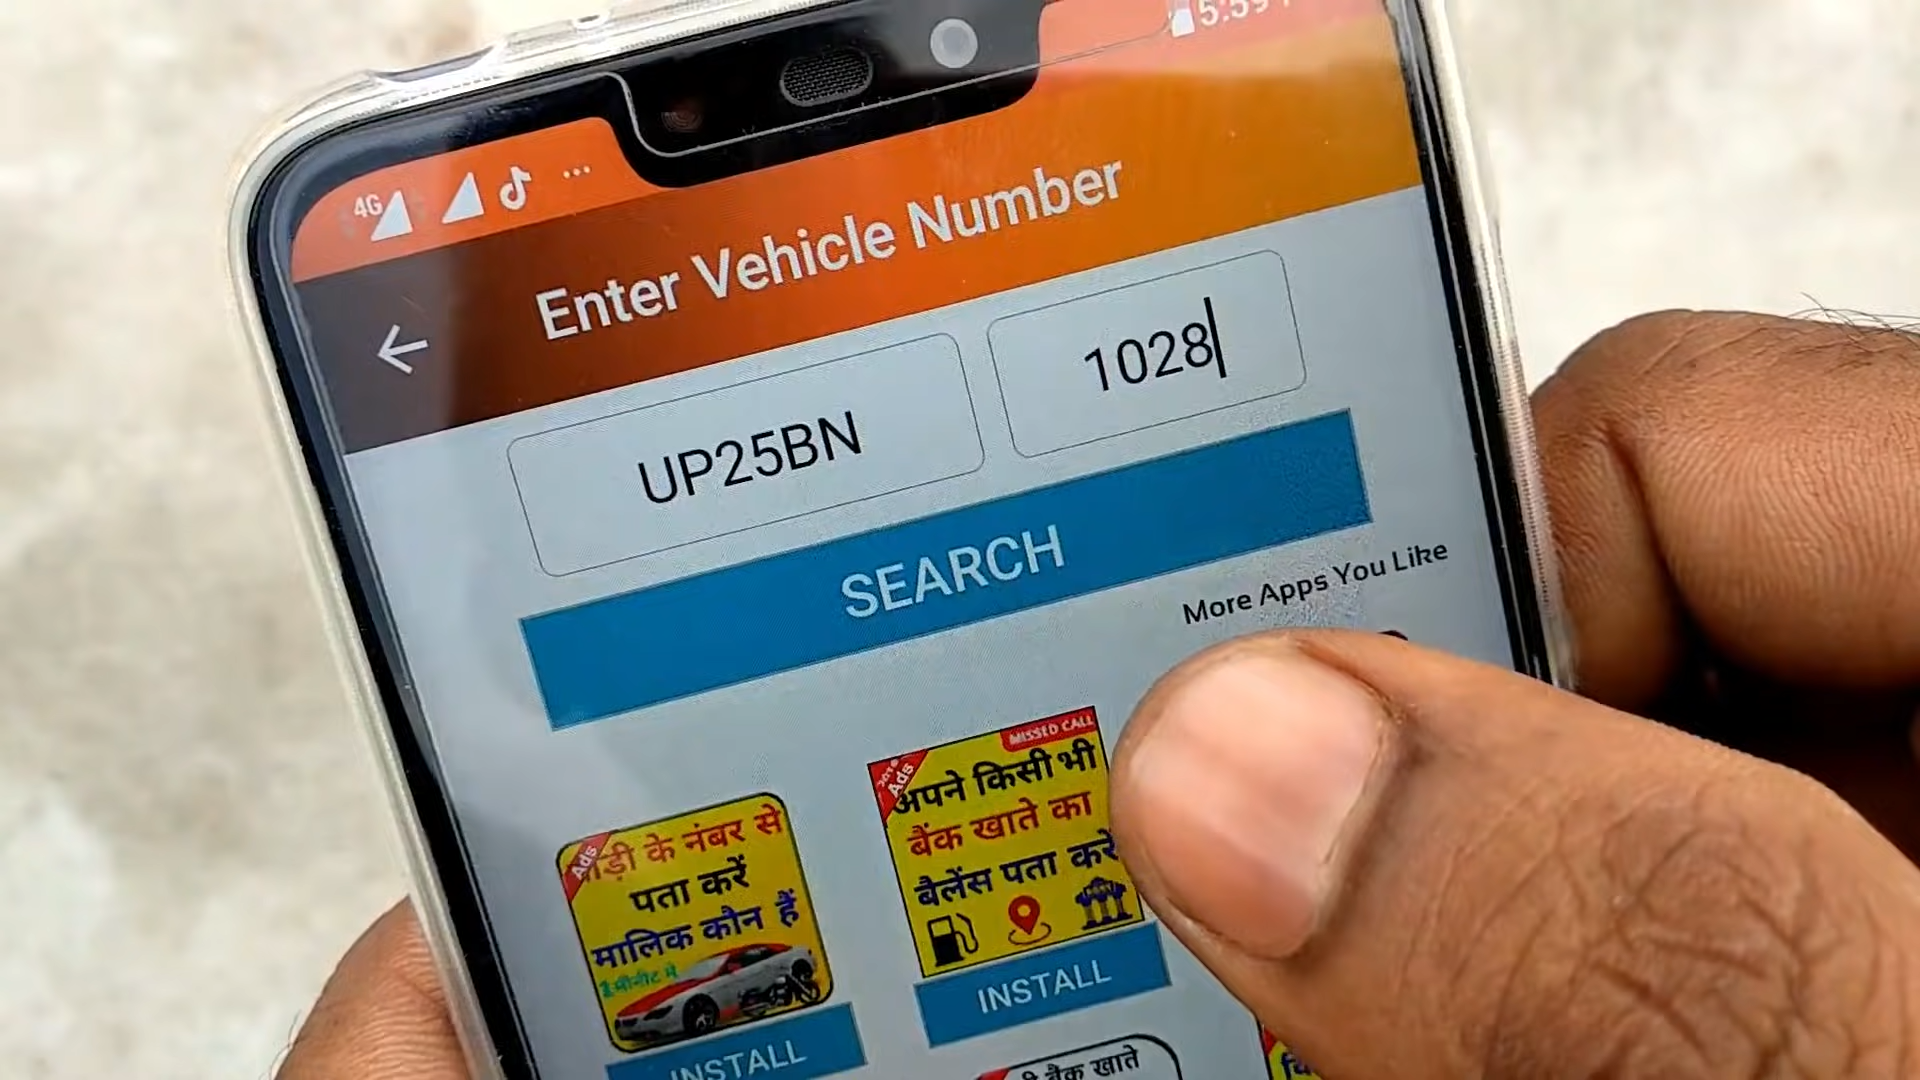 4G
5:59
Enter Vehicle Number
UP25BN
1028
SEARCH
More Apps You Like
Ads
के नंबर से
पता करें
मालिक कौन हैं
INSTALL
MISSED CALL
Ads
अपने किसी भी
बैंक खाते का
बैलेंस पता करें
INSTALL
बैंक खाते